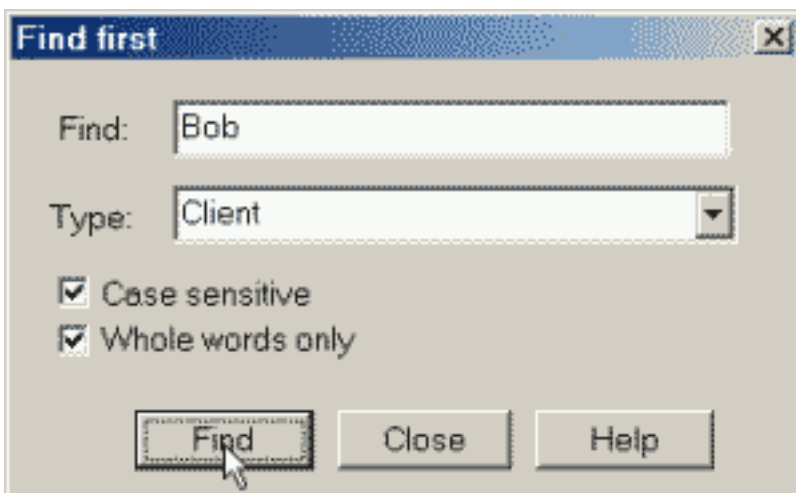 Find first
Find: Bob
Type: Client
Case sensitive
Whole words only
Find Close Help